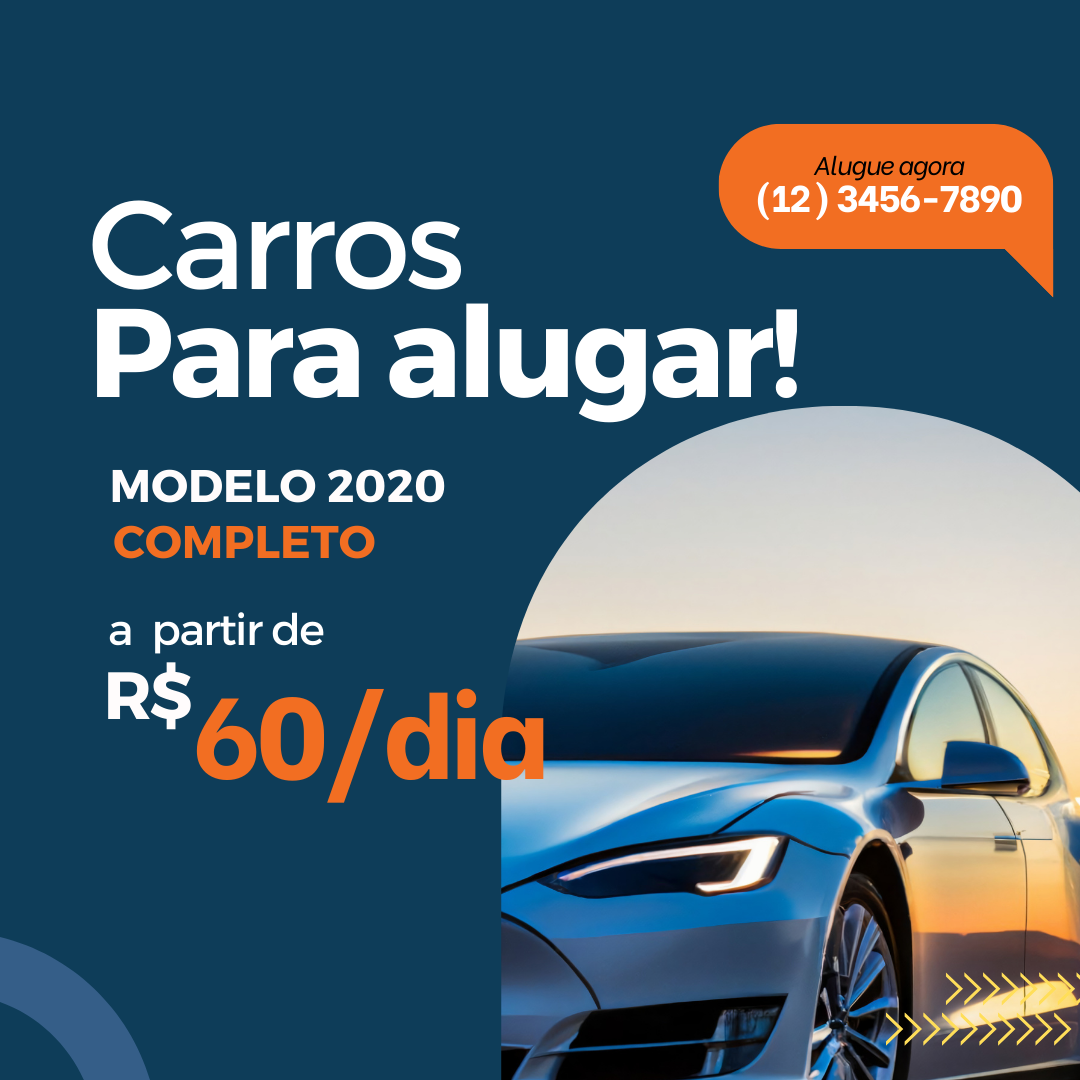 Alugue agora
(12) 3456-7890
Carros
Para alugar!
MODELO 2020
COMPLETO
a partir de
R$ 60/dia